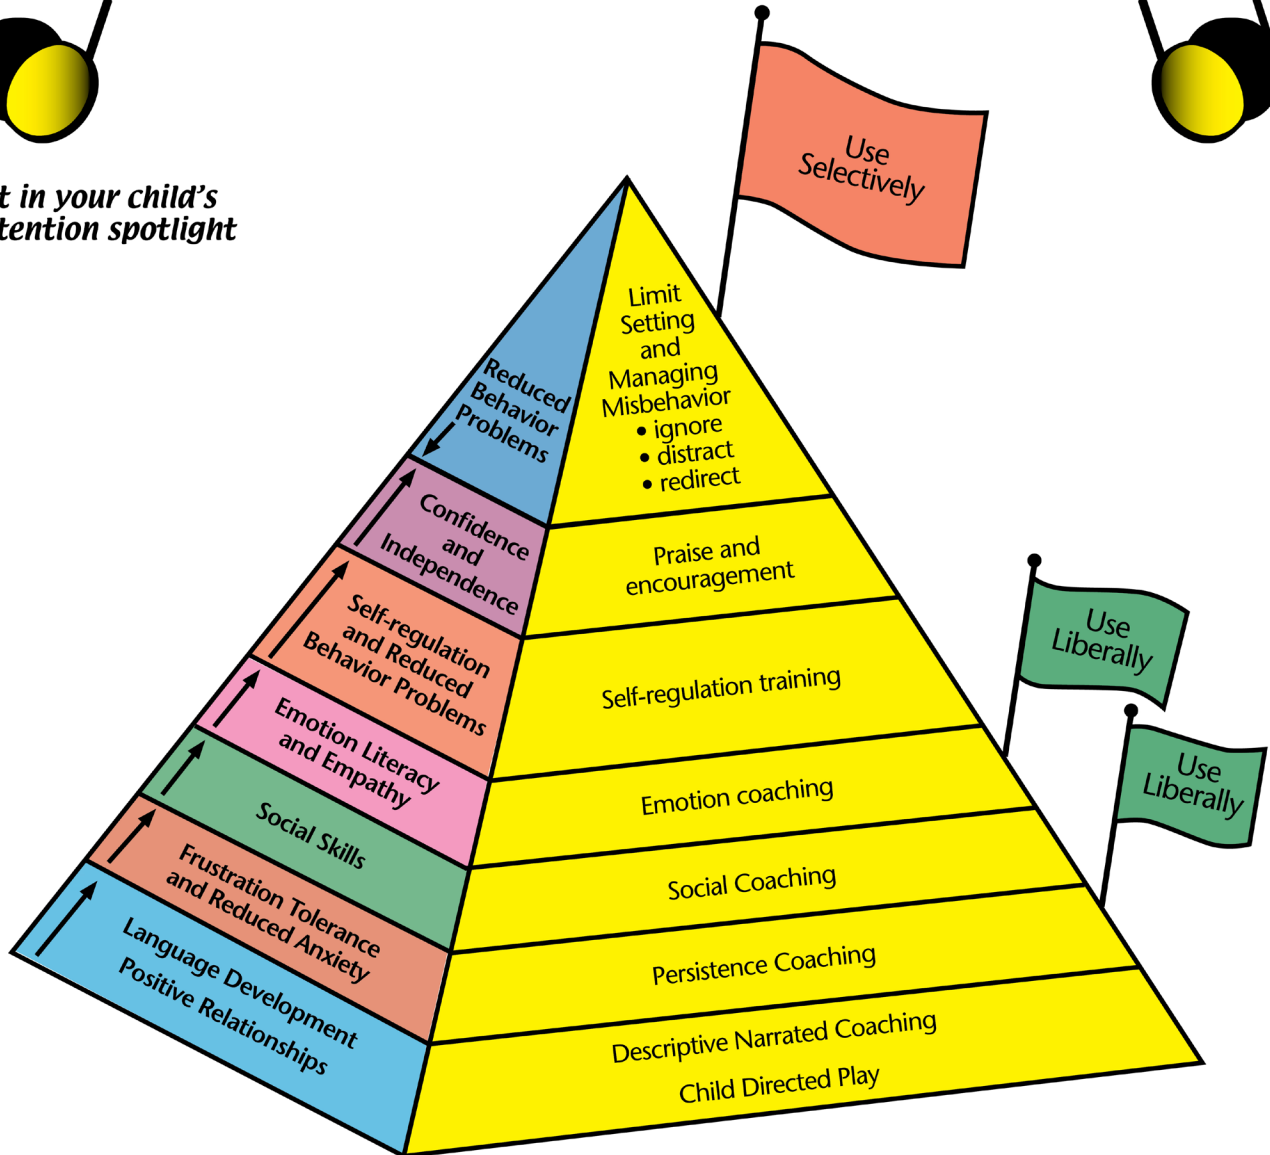 in your child's
spotlight
Use
Selectively
Limit
Setting
and
Managing
Misbehavior
• ignore
• distract
• redirect
Reduced
Behavior
Problems
Confidence
and
Independence
Praise and
encouragement
Self-regulation
and Reduced
Behavior Problems
Self-regulation training
Use
Liberally
Emotion Literacy
and Empathy
Emotion coaching
Use
Liberally
Social Skills
Social Coaching
Frustration Tolerance
and Reduced Anxiety
Persistence Coaching
Language Development
Positive Relationships
Descriptive Narrated Coaching
Child Directed Play